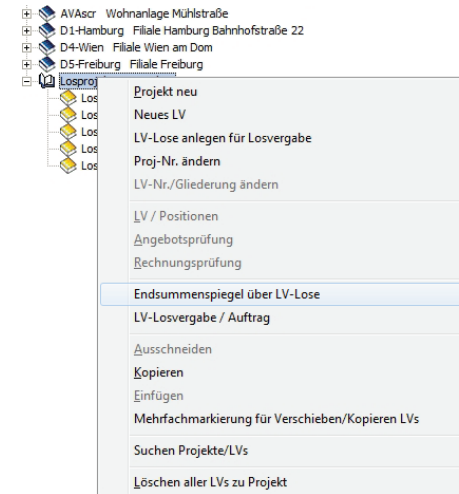 AVAscr Wohnanlage Mühlstraße
D1-Hamburg Filiale Hamburg Bahnhofstraße 22
D4-Wien Filiale Wien am Dom
D5-Freiburg Filiale Freiburg
Losproj
Los
Los
Los
Los
Los
Projekt neu
Neues LV
LV-Lose anlegen für Losvergabe
Proj-Nr. ändern
LV-Nr./Gliederung ändern
LV / Positionen
Angebotsprüfung
Rechnungsprüfung
Endsummenspiegel über LV-Lose
LV-Losvergabe / Auftrag
Ausschneiden
Kopieren
Einfügen
Mehrfachmarkierung für Verschieben/Kopieren LVs
Suchen Projekte/LVs
Löschen aller LVs zu Projekt